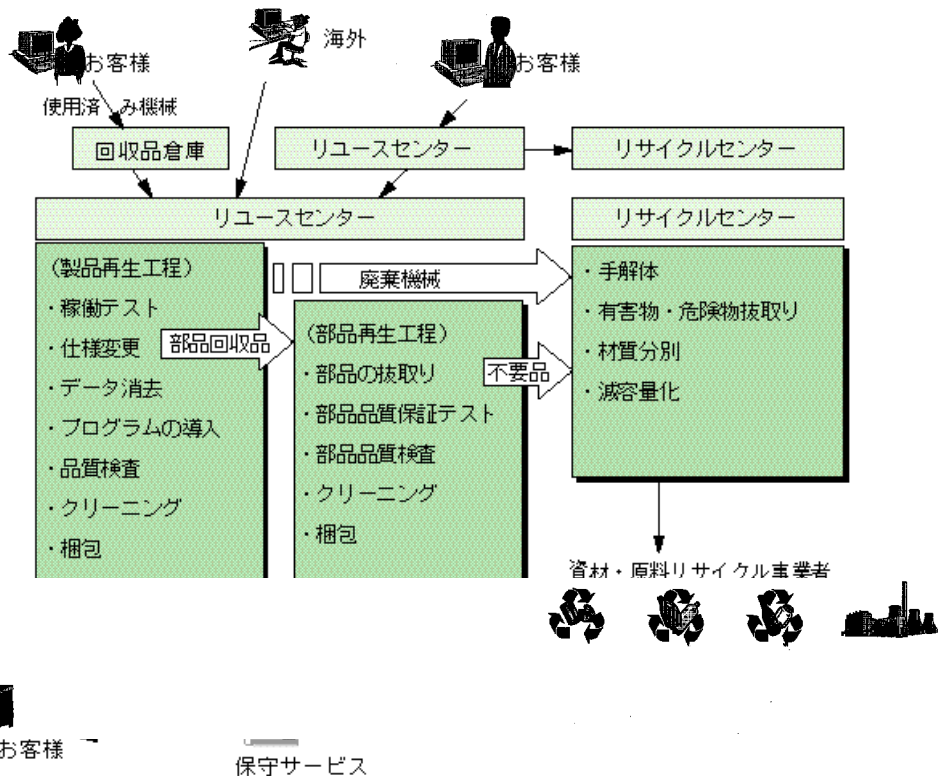 海外
お客様
お客様
使用済み機械
回収品倉庫
リユースセンター
リサイクルセンター
リユースセンター
リサイクルセンター
（製品再生工程）
・稼働テスト
・仕様変更
・データ消去
・プログラムの導入
・品質検査
・クリーニング
・梱包
部品回収品
廃棄機械
（部品再生工程）
・部品の抜取り
・部品品質保証テスト
・部品品質検査
・クリーニング
・梱包
不要品
・手解体
・有害物・危険物抜取り
・材質分別
・減容量化
資材・原料リサイクル事業者
お客様
保守サービス